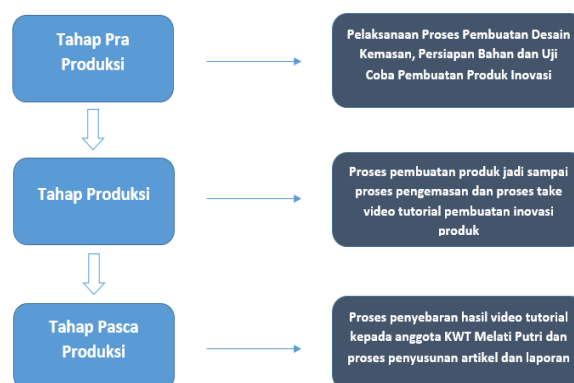 Tahap Pra
Produksi
Pelaksanaan Proses Pembuatan Desain
Kemasan, Persiapan Bahan dan Uji
Coba Pembuatan Produk Inovasi
Tahap Produksi
Proses pembuatan produk jadi sampai
proses pengemasan dan proses take
video tutorial pembuatan inovasi
produk
Tahap Pasca
Produksi
Proses penyebaran hasil video tutorial
kepada anggota KWT Melati Putri dan
proses penyusunan artikel dan laporan